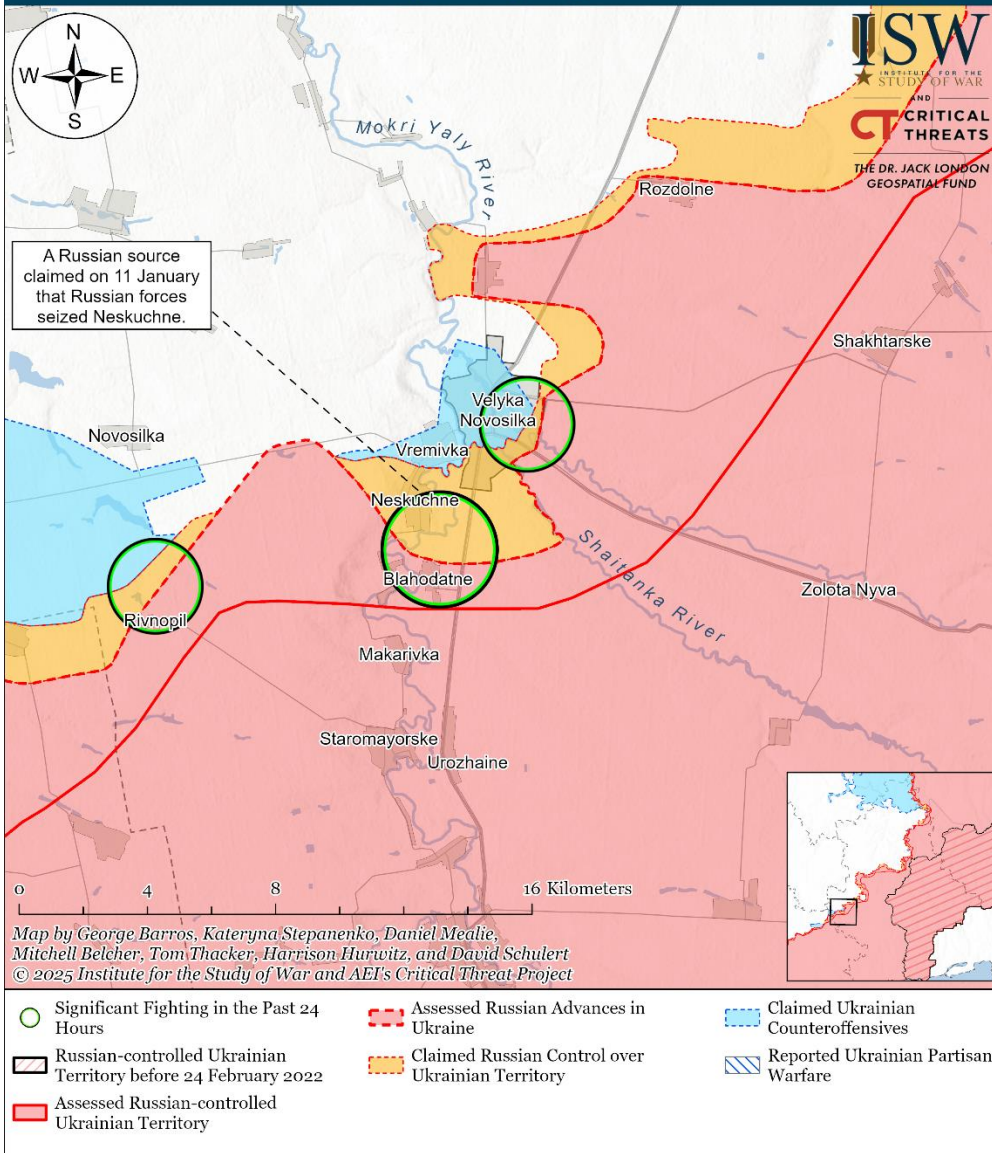 N
W E
S
ISW
INSTITUTE FOR THE
STUDY OF WAR
AND
CT CRITICAL
THREATS
THE DR. JACK LONDON
GEOSPATIAL FUND
Mokri Yaly River
Rozdolne
A Russian source
claimed on 11 January
that Russian forces
seized Neskuchne.
Shakhtarske
Velyka
Novosilka
Novosilka
Vremivka
Neskuchne
Shaitanka River
Blahodatne
Zolota Nyva
Rivnopil
Makarivka
Staromayorske
Urozhaine
0 4 8 16 Kilometers
Map by George Barros, Kateryna Stepanenko, Daniel Mealie,
Mitchell Belcher, Tom Thacker, Harrison Hurwitz, and David Schulert
© 2025 Institute for the Study of War and AEI's Critical Threat Project
Significant Fighting in the Past 24
Hours
Russian-controlled Ukrainian
Territory before 24 February 2022
Assessed Russian-controlled
Ukrainian Territory
Assessed Russian Advances in
Ukraine
Claimed Russian Control over
Ukrainian Territory
Claimed Ukrainian
Counteroffensives
Reported Ukrainian Partisan
Warfare